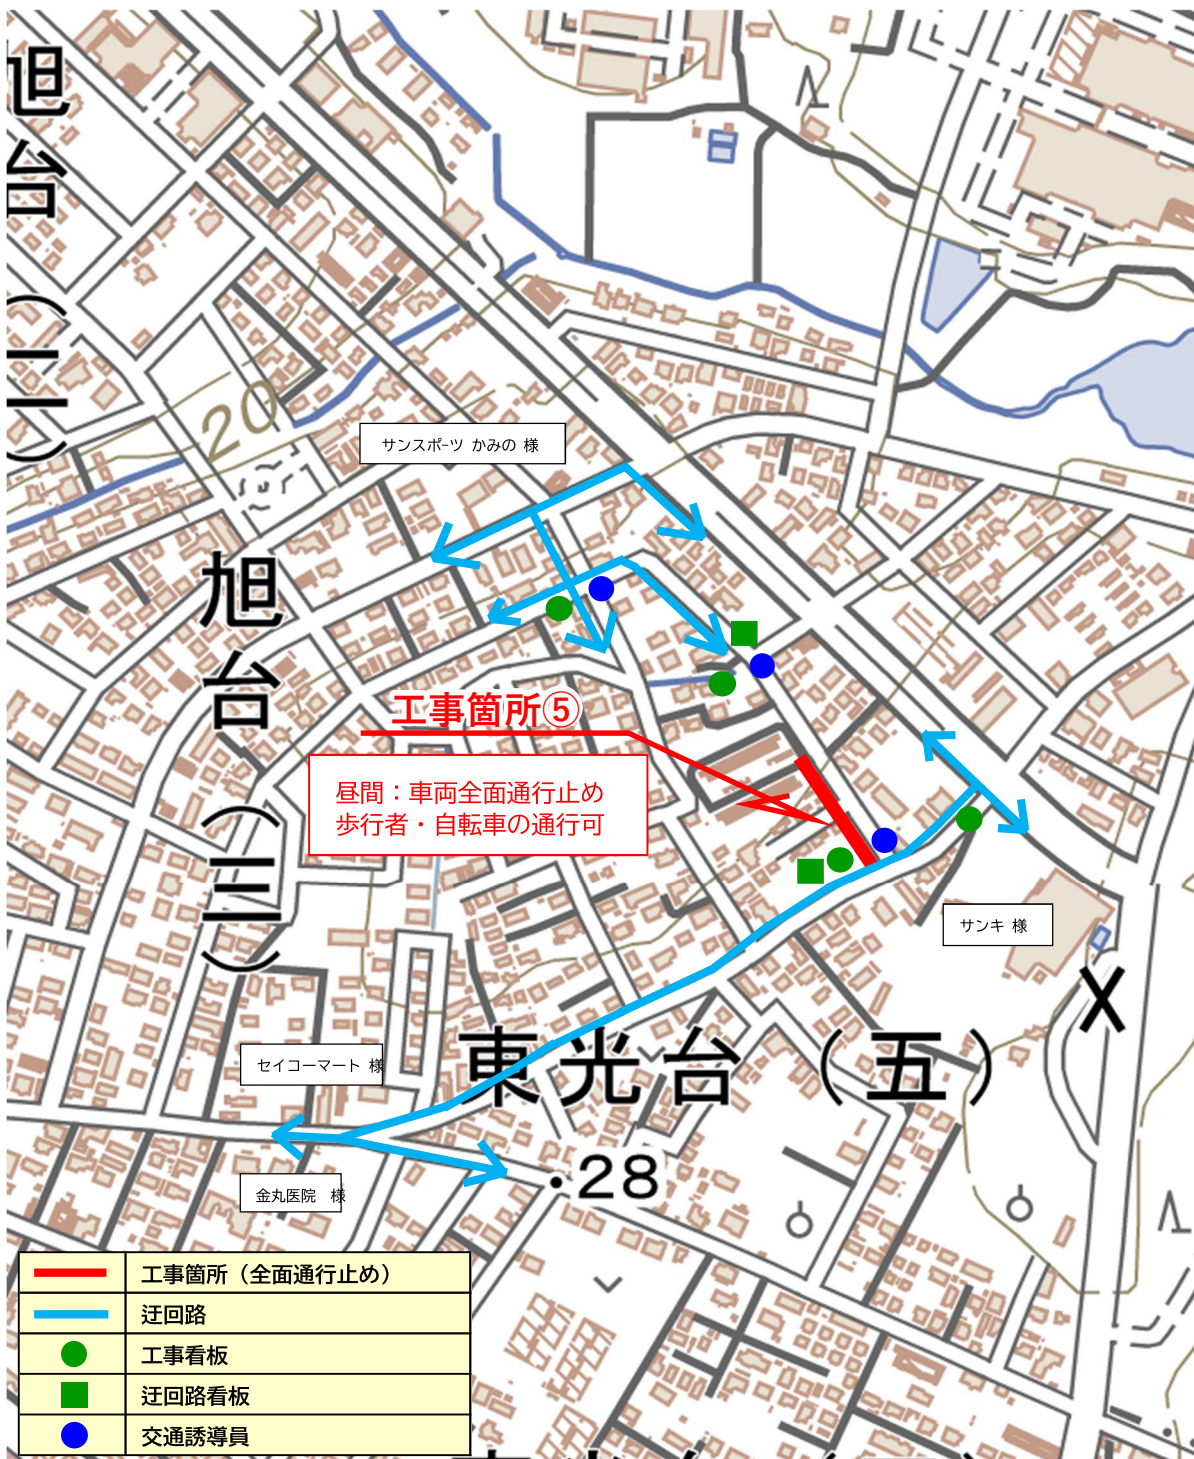 旭台（二）
20
サンスポーツ かみの 様
旭台（三）
工事箇所⑤
昼間：車両全面通行止め
歩行者・自転車の通行可
サンキ 様
東光台（五）
セイコーマート 様
28
金丸医院　様
工事箇所（全面通行止め）
迂回路
工事看板
迂回路看板
交通誘導員